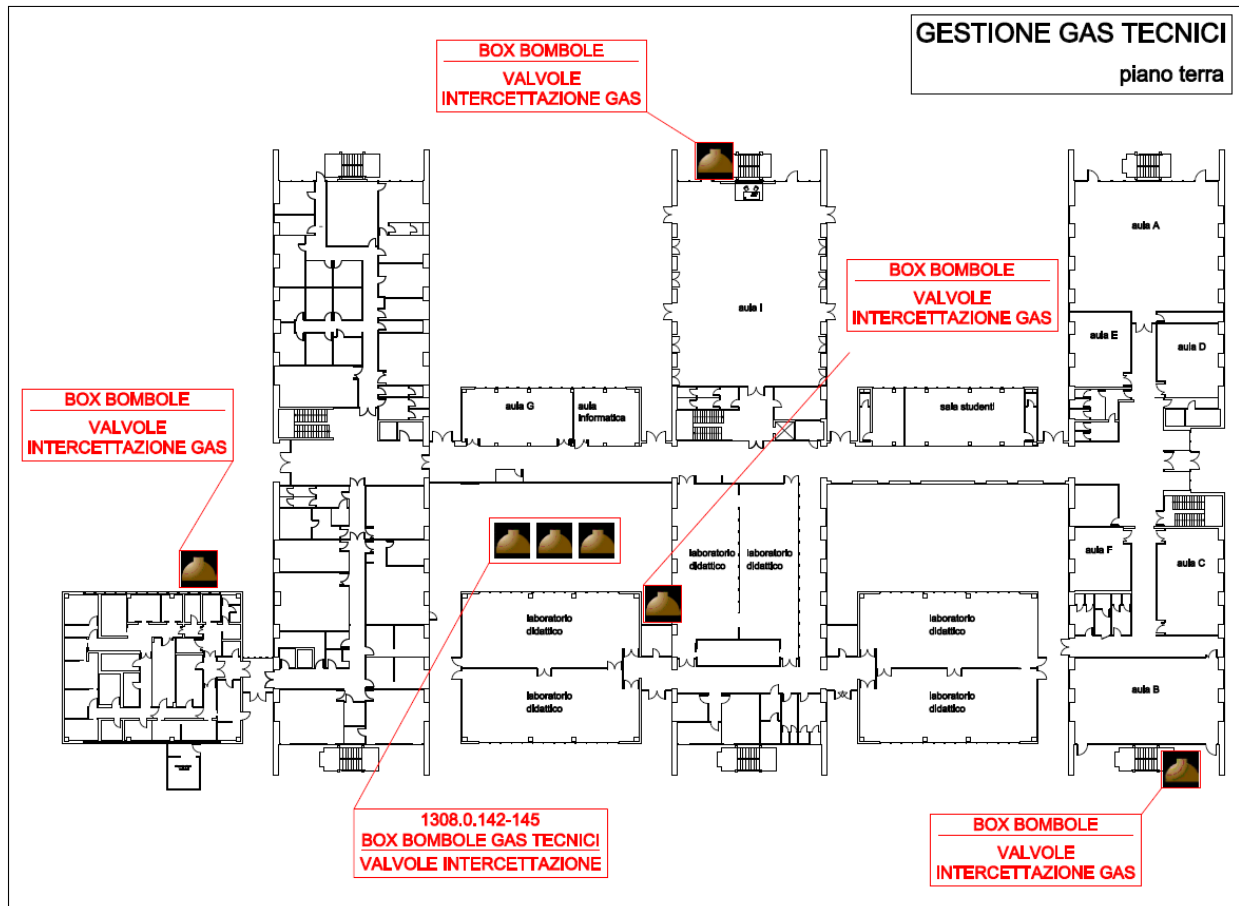 GESTIONE GAS TECNICI
piano terra
BOX BOMBOLE
VALVOLE
INTERCETTAZIONE GAS
aula A
BOX BOMBOLE
VALVOLE
INTERCETTAZIONE GAS
aula I
aula E
aula D
BOX BOMBOLE
VALVOLE
INTERCETTAZIONE GAS
aula G
aula
informatica
sala studenti
laboratorio
didattico
laboratorio
didattico
aula F
aula C
laboratorio
didattico
laboratorio
didattico
laboratorio
didattico
laboratorio
didattico
aula B
1308.0.142-145
BOX BOMBOLE GAS TECNICI
VALVOLE INTERCETTAZIONE
BOX BOMBOLE
VALVOLE
INTERCETTAZIONE GAS